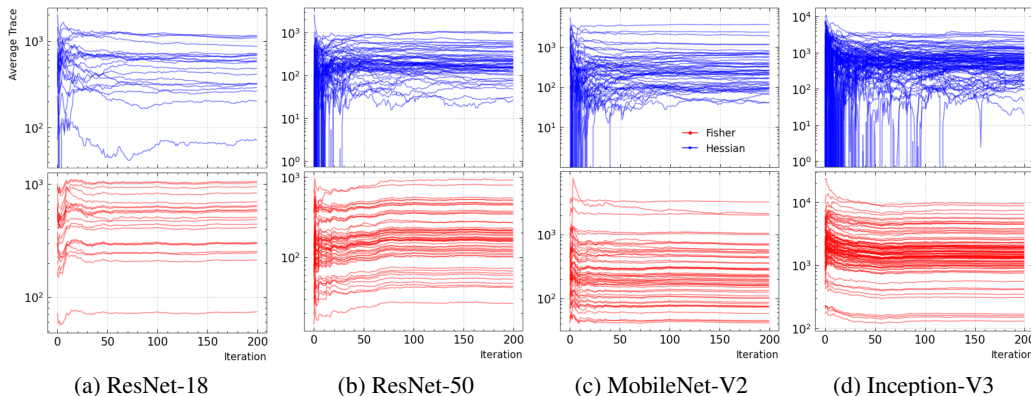 Average Trace
10³
10²
10³
10²
0 50 100 150 200
Iteration
(a) ResNet-18
10³
10²
10¹
10⁰
10³
10²
0 50 100 150 200
Iteration
(b) ResNet-50
10³
10²
10¹
Fisher
Hessian
10³
10²
0 50 100 150 200
Iteration
(c) MobileNet-V2
10⁴
10³
10²
10¹
10⁰
10⁴
10³
10²
0 50 100 150 200
Iteration
(d) Inception-V3